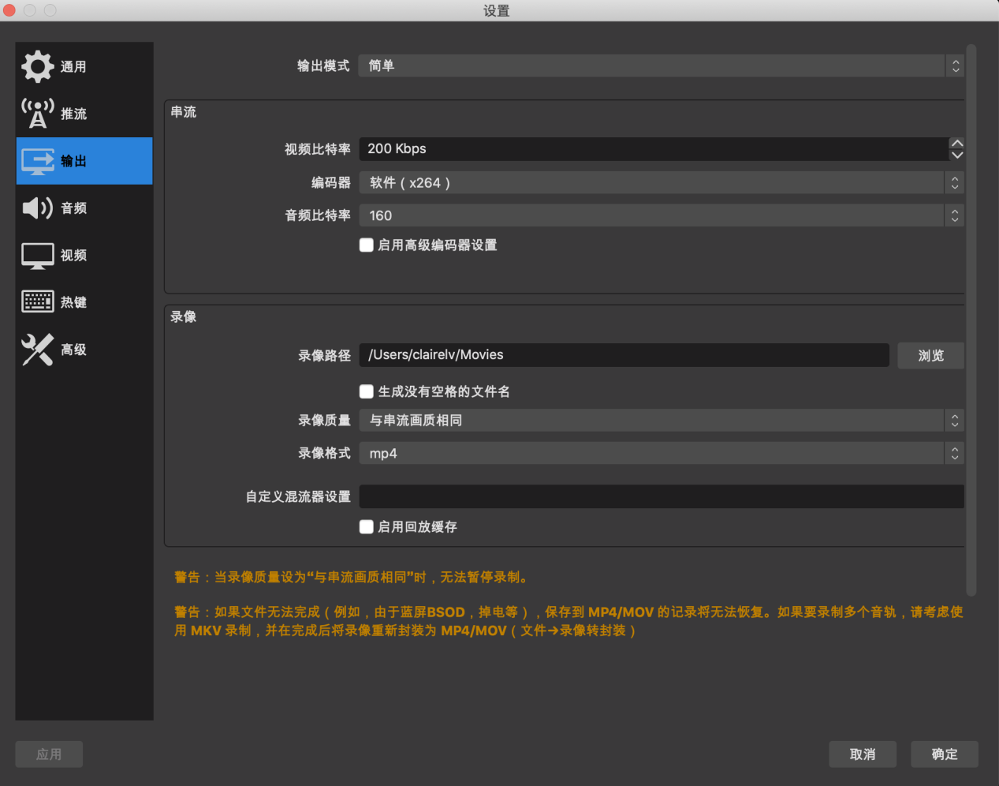 设置
通用
推流
输出
音频
视频
热键
高级
输出模式 简单
串流
视频比特率 200 Kbps
编码器 软件（x264）
音频比特率 160
启用高级编码器设置
录像
录像路径 /Users/clairelv/Movies 浏览
生成没有空格的文件名
录像质量 与串流画质相同
录像格式 mp4
自定义混流器设置
启用回放缓存
警告：当录像质量设为“与串流画质相同”时，无法暂停录制。
警告：如果文件无法完成（例如，由于蓝屏BSOD，掉电等），保存到 MP4/MOV 的记录将无法恢复。如果要录制多个音轨，请考虑使
用 MKV 录制，并在完成后将录像重新封装为 MP4/MOV（文件→录像转封装）
应用 取消 确定